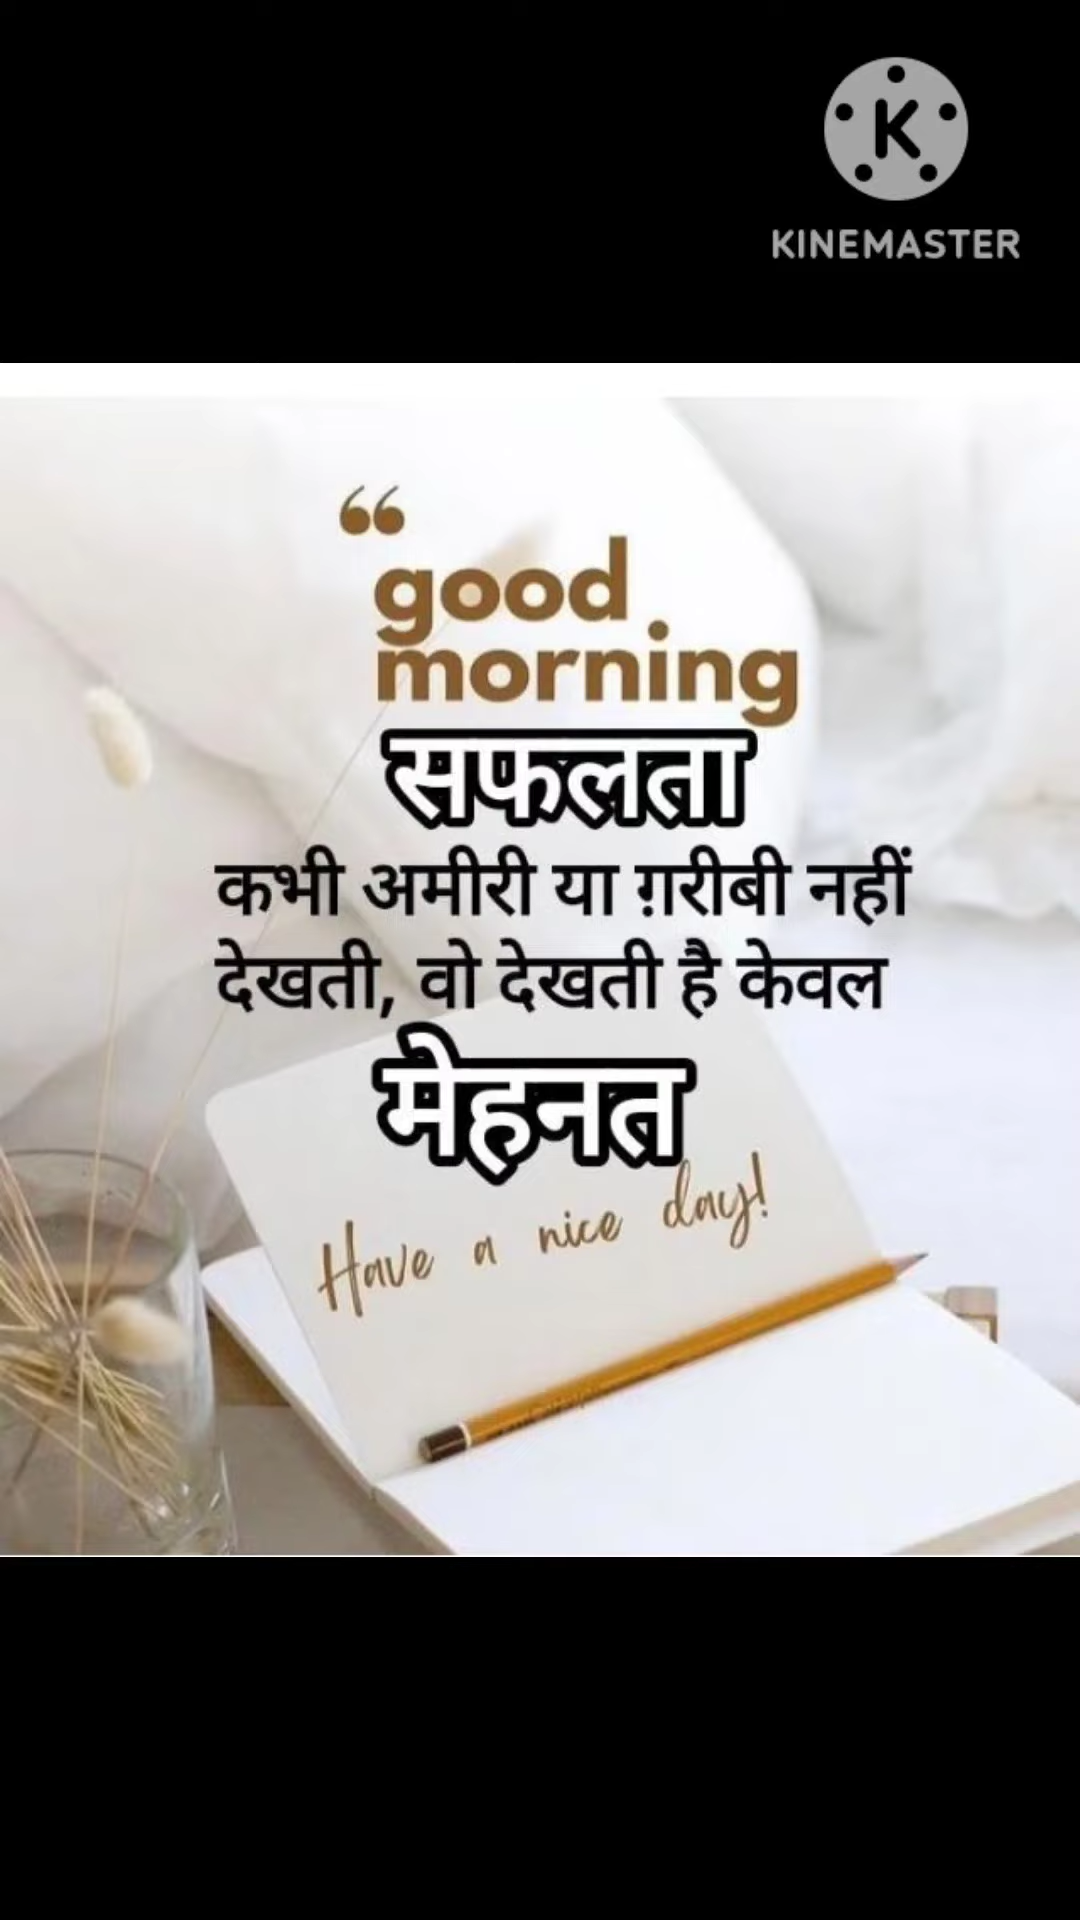 KINEMASTER
“
good
morning
सफलता
कभी अमीरी या ग़रीबी नहीं
देखती, वो देखती है केवल
मेहनत
Have a nice day!